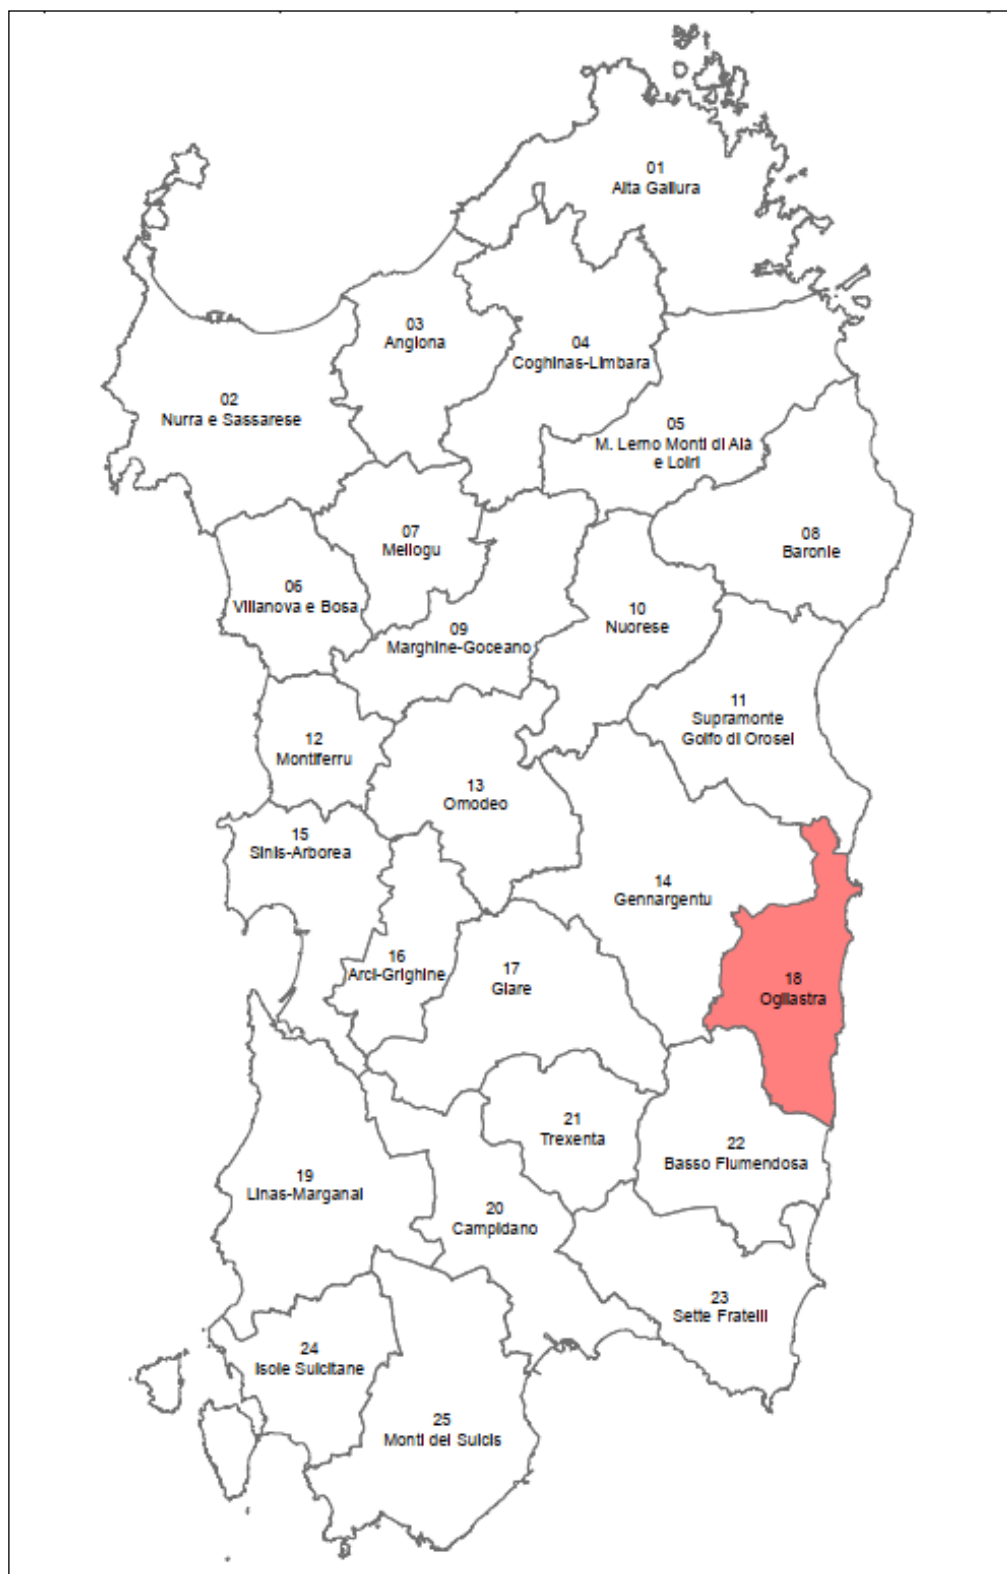 01
Alta Gallura
03
Anglona
04
Coghinas-Limbara
02
Nurra e Sassarese
05
M. Lerno Monti di Alà
e Loiri
07
Meilogu
08
Baronie
06
Villanova e Bosa
10
Nuorese
09
Marghine-Goceano
11
Supramonte
Golfo di Orosei
12
Montiferru
13
Omodeo
15
Sinis-Arborea
14
Gennargentu
16
Arci-Grighine
17
Giare
18
Ogliastra
21
Trexenta
22
Basso Flumendosa
19
Linas-Marganai
20
Campidano
23
Sette Fratelli
24
Isole Sulcitane
25
Monti del Sulcis